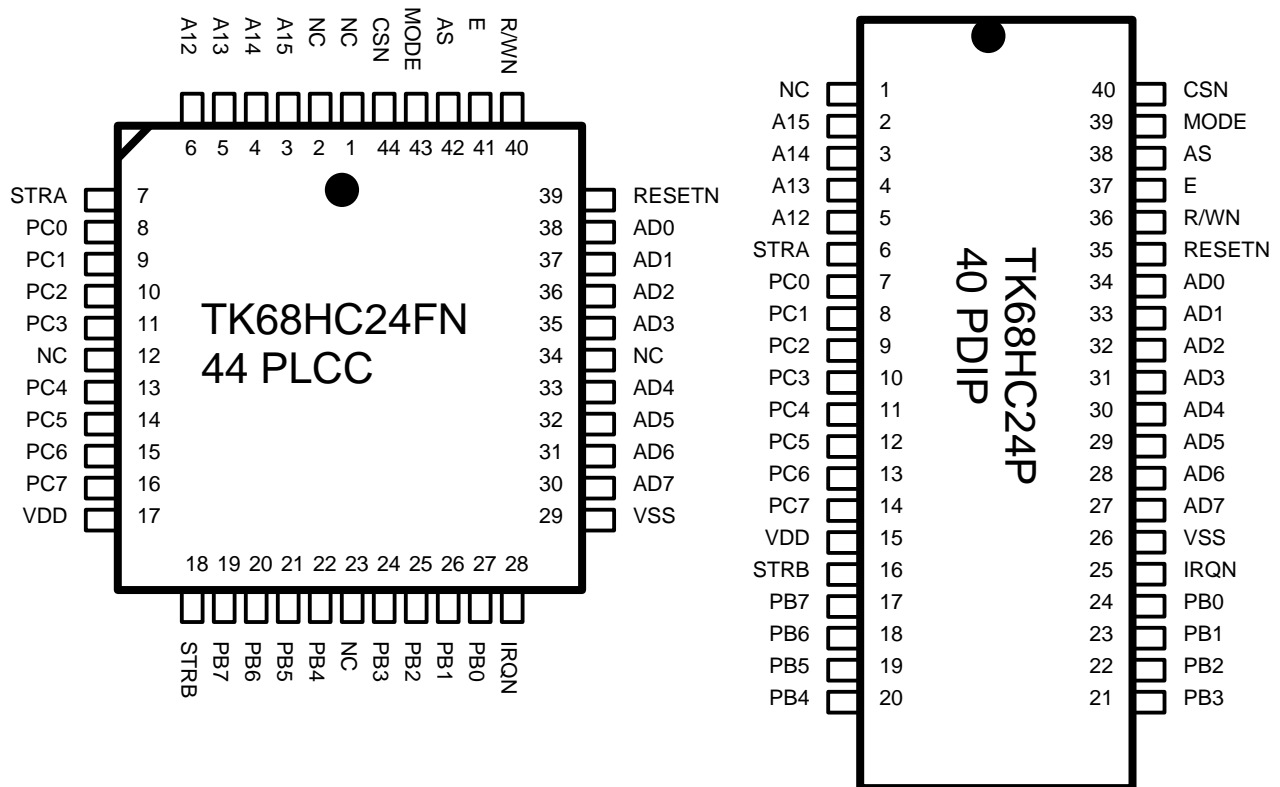 A12 A13 A14 A15 NC NC CSN MODE AS E R/WN
6 5 4 3 2 1 44 43 42 41 40
STRA 7 39 RESETN
PC0 8 38 AD0
PC1 9 37 AD1
PC2 10 36 AD2
PC3 11 35 AD3
NC 12 34 NC
PC4 13 33 AD4
PC5 14 32 AD5
PC6 15 31 AD6
PC7 16 30 AD7
VDD 17 29 VSS
TK68HC24FN
44 PLCC
18 19 20 21 22 23 24 25 26 27 28
STRB PB7 PB6 PB5 PB4 NC PB3 PB2 PB1 PB0 IRQN
NC 1 40 CSN
A15 2 39 MODE
A14 3 38 AS
A13 4 37 E
A12 5 36 R/WN
STRA 6 35 RESETN
PC0 7 34 AD0
PC1 8 33 AD1
PC2 9 32 AD2
PC3 10 31 AD3
PC4 11 30 AD4
PC5 12 29 AD5
PC6 13 28 AD6
PC7 14 27 AD7
VDD 15 26 VSS
STRB 16 25 IRQN
PB7 17 24 PB0
PB6 18 23 PB1
PB5 19 22 PB2
PB4 20 21 PB3
TK68HC24P
40 PDIP